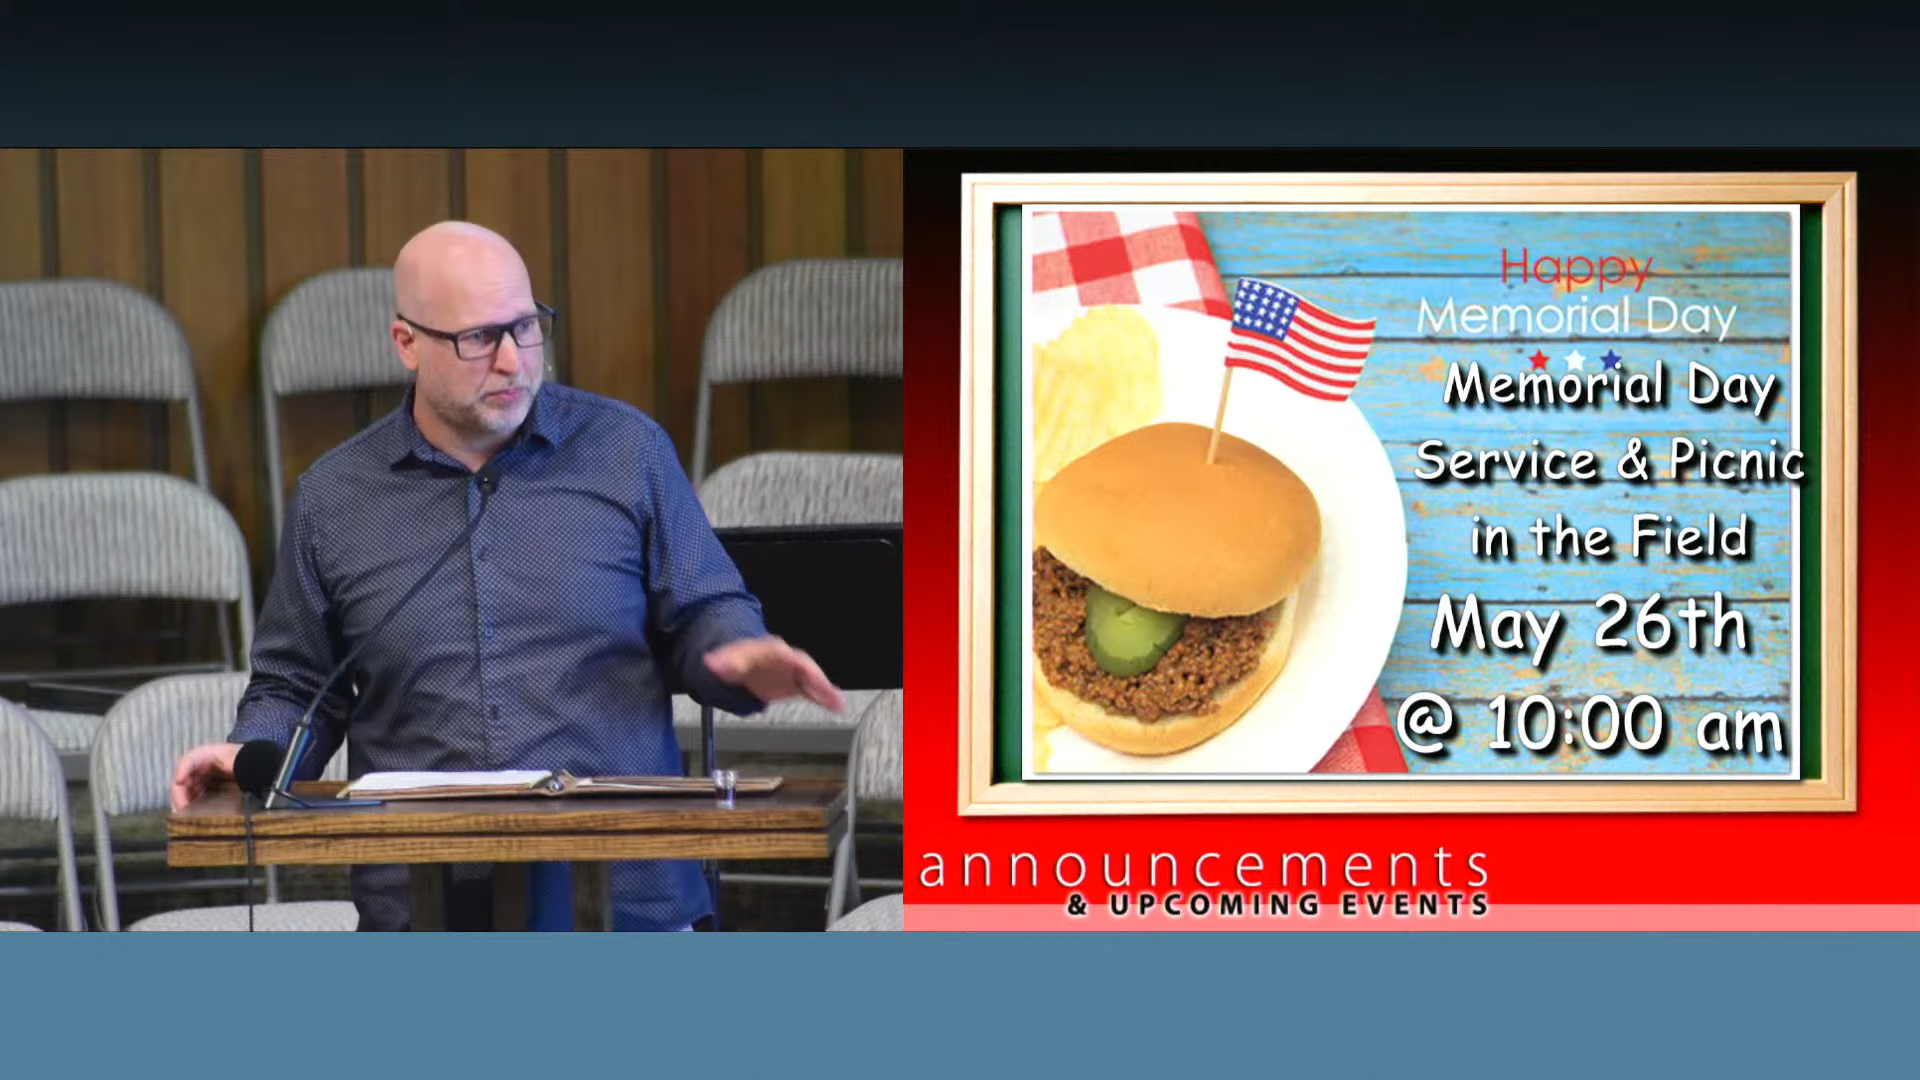 Happy
Memorial Day
Memorial Day
Service & Picnic
in the Field
May 26th
@ 10:00 am
announcements
& UPCOMING EVENTS